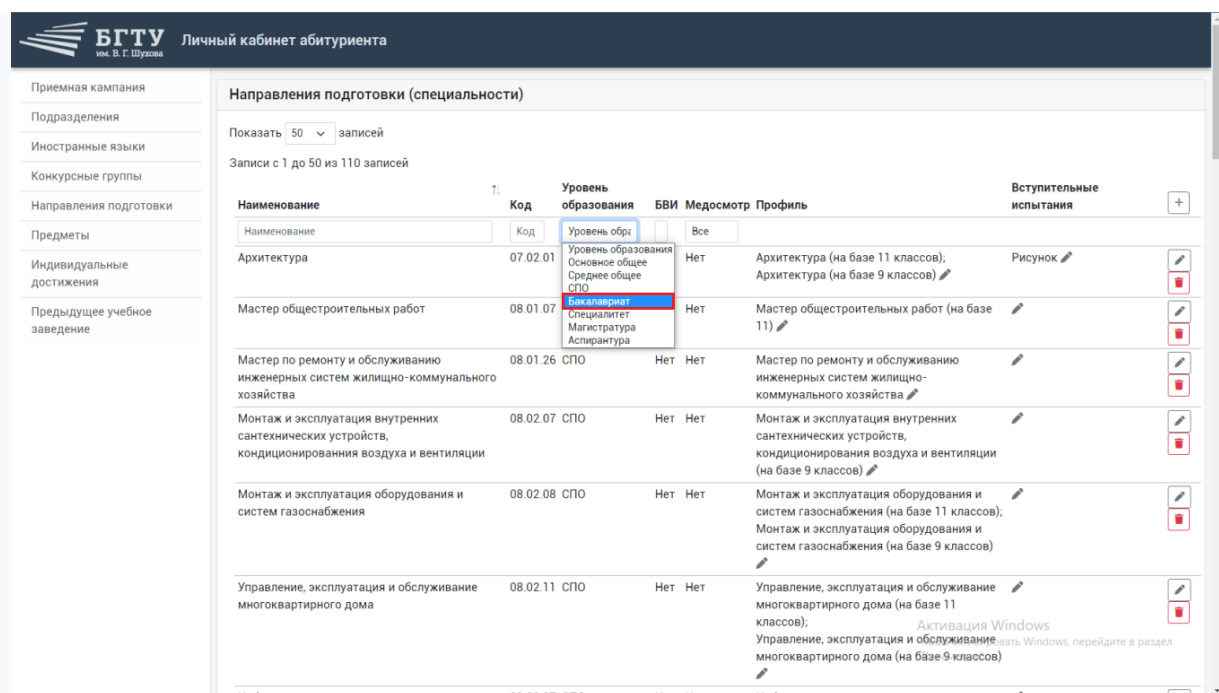 БГТУ
им. В. Г. Шухова
Личный кабинет абитуриента
Приемная кампания
Подразделения
Иностранные языки
Конкурсные группы
Направления подготовки
Предметы
Индивидуальные
достижения
Предыдущее учебное
заведение
Направления подготовки (специальности)
Показать 50 записей
Записи с 1 до 50 из 110 записей
Наименование Код Уровень образования БВИ Медосмотр Профиль Вступительные испытания
Наименование Код Уровень обра Все
Уровень образования
Основное общее
Среднее общее
СПО
Бакалавриат
Специалитет
Магистратура
Аспирантура
Архитектура 07.02.01 Нет Архитектура (на базе 11 классов); Рисунок
Архитектура (на базе 9 классов)
Мастер общестроительных работ 08.01.07 Нет Мастер общестроительных работ (на базе
11)
Мастер по ремонту и обслуживанию 08.01.26 СПО Нет Нет Мастер по ремонту и обслуживанию
инженерных систем жилищно-коммунального инженерных систем жилищно-
хозяйства коммунального хозяйства
Монтаж и эксплуатация внутренних 08.02.07 СПО Нет Нет Монтаж и эксплуатация внутренних
сантехнических устройств, сантехнических устройств,
кондиционированния воздуха и вентиляции кондиционирования воздуха и вентиляции
(на базе 9 классов)
Монтаж и эксплуатация оборудования и 08.02.08 СПО Нет Нет Монтаж и эксплуатация оборудования и
систем газоснабжения систем газоснабжения (на базе 11 классов);
Монтаж и эксплуатация оборудования и
систем газоснабжения (на базе 9 классов)
Управление, эксплуатация и обслуживание 08.02.11 СПО Нет Нет Управление, эксплуатация и обслуживание
многоквартирного дома многоквартирного дома (на базе 11
классов);
Управление, эксплуатация и обслуживание
многоквартирного дома (на базе 9 классов)
Активация Windows
Windows, перейдите в раздел